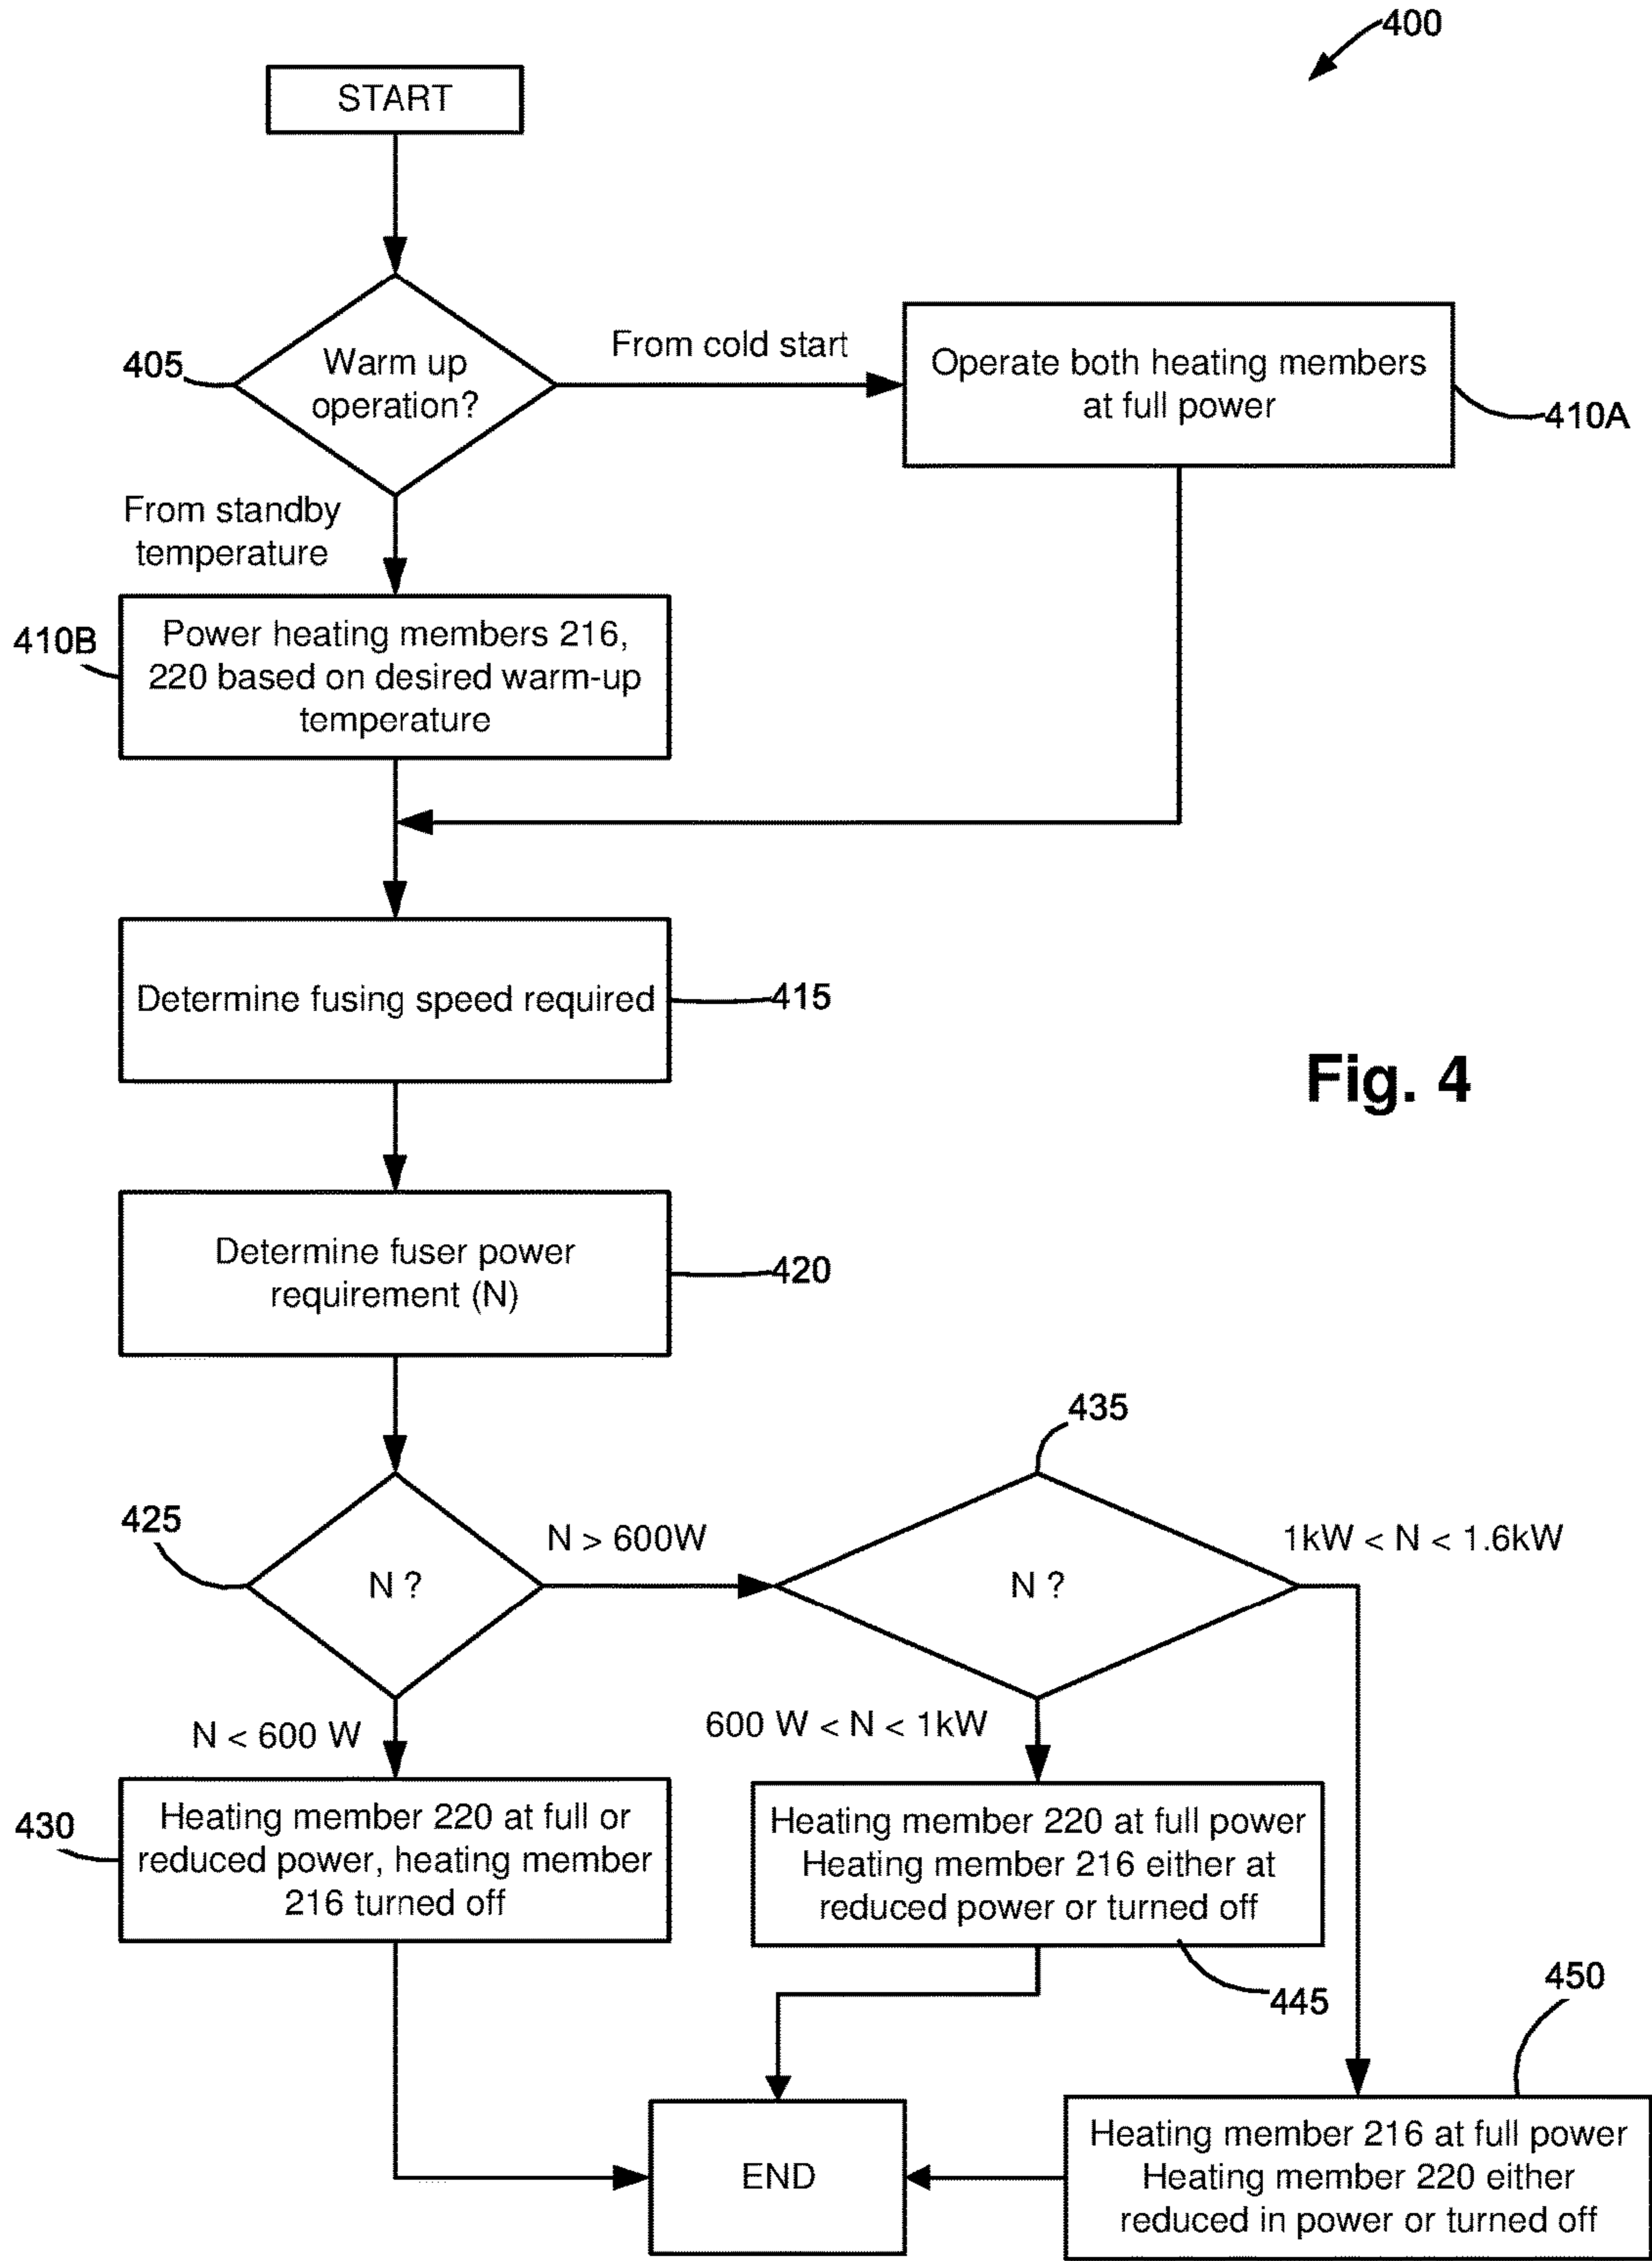 400
START
405
Warm up
operation?
From cold start
Operate both heating members
at full power
410A
From standby
temperature
410B
Power heating members 216,
220 based on desired warm-up
temperature
Determine fusing speed required
415
Fig. 4
Determine fuser power
requirement (N)
420
435
425
N ?
N > 600W
N ?
1kW < N < 1.6kW
N < 600 W
600 W < N < 1kW
430
Heating member 220 at full or
reduced power, heating member
216 turned off
Heating member 220 at full power
Heating member 216 either at
reduced power or turned off
445
450
END
Heating member 216 at full power
Heating member 220 either
reduced in power or turned off